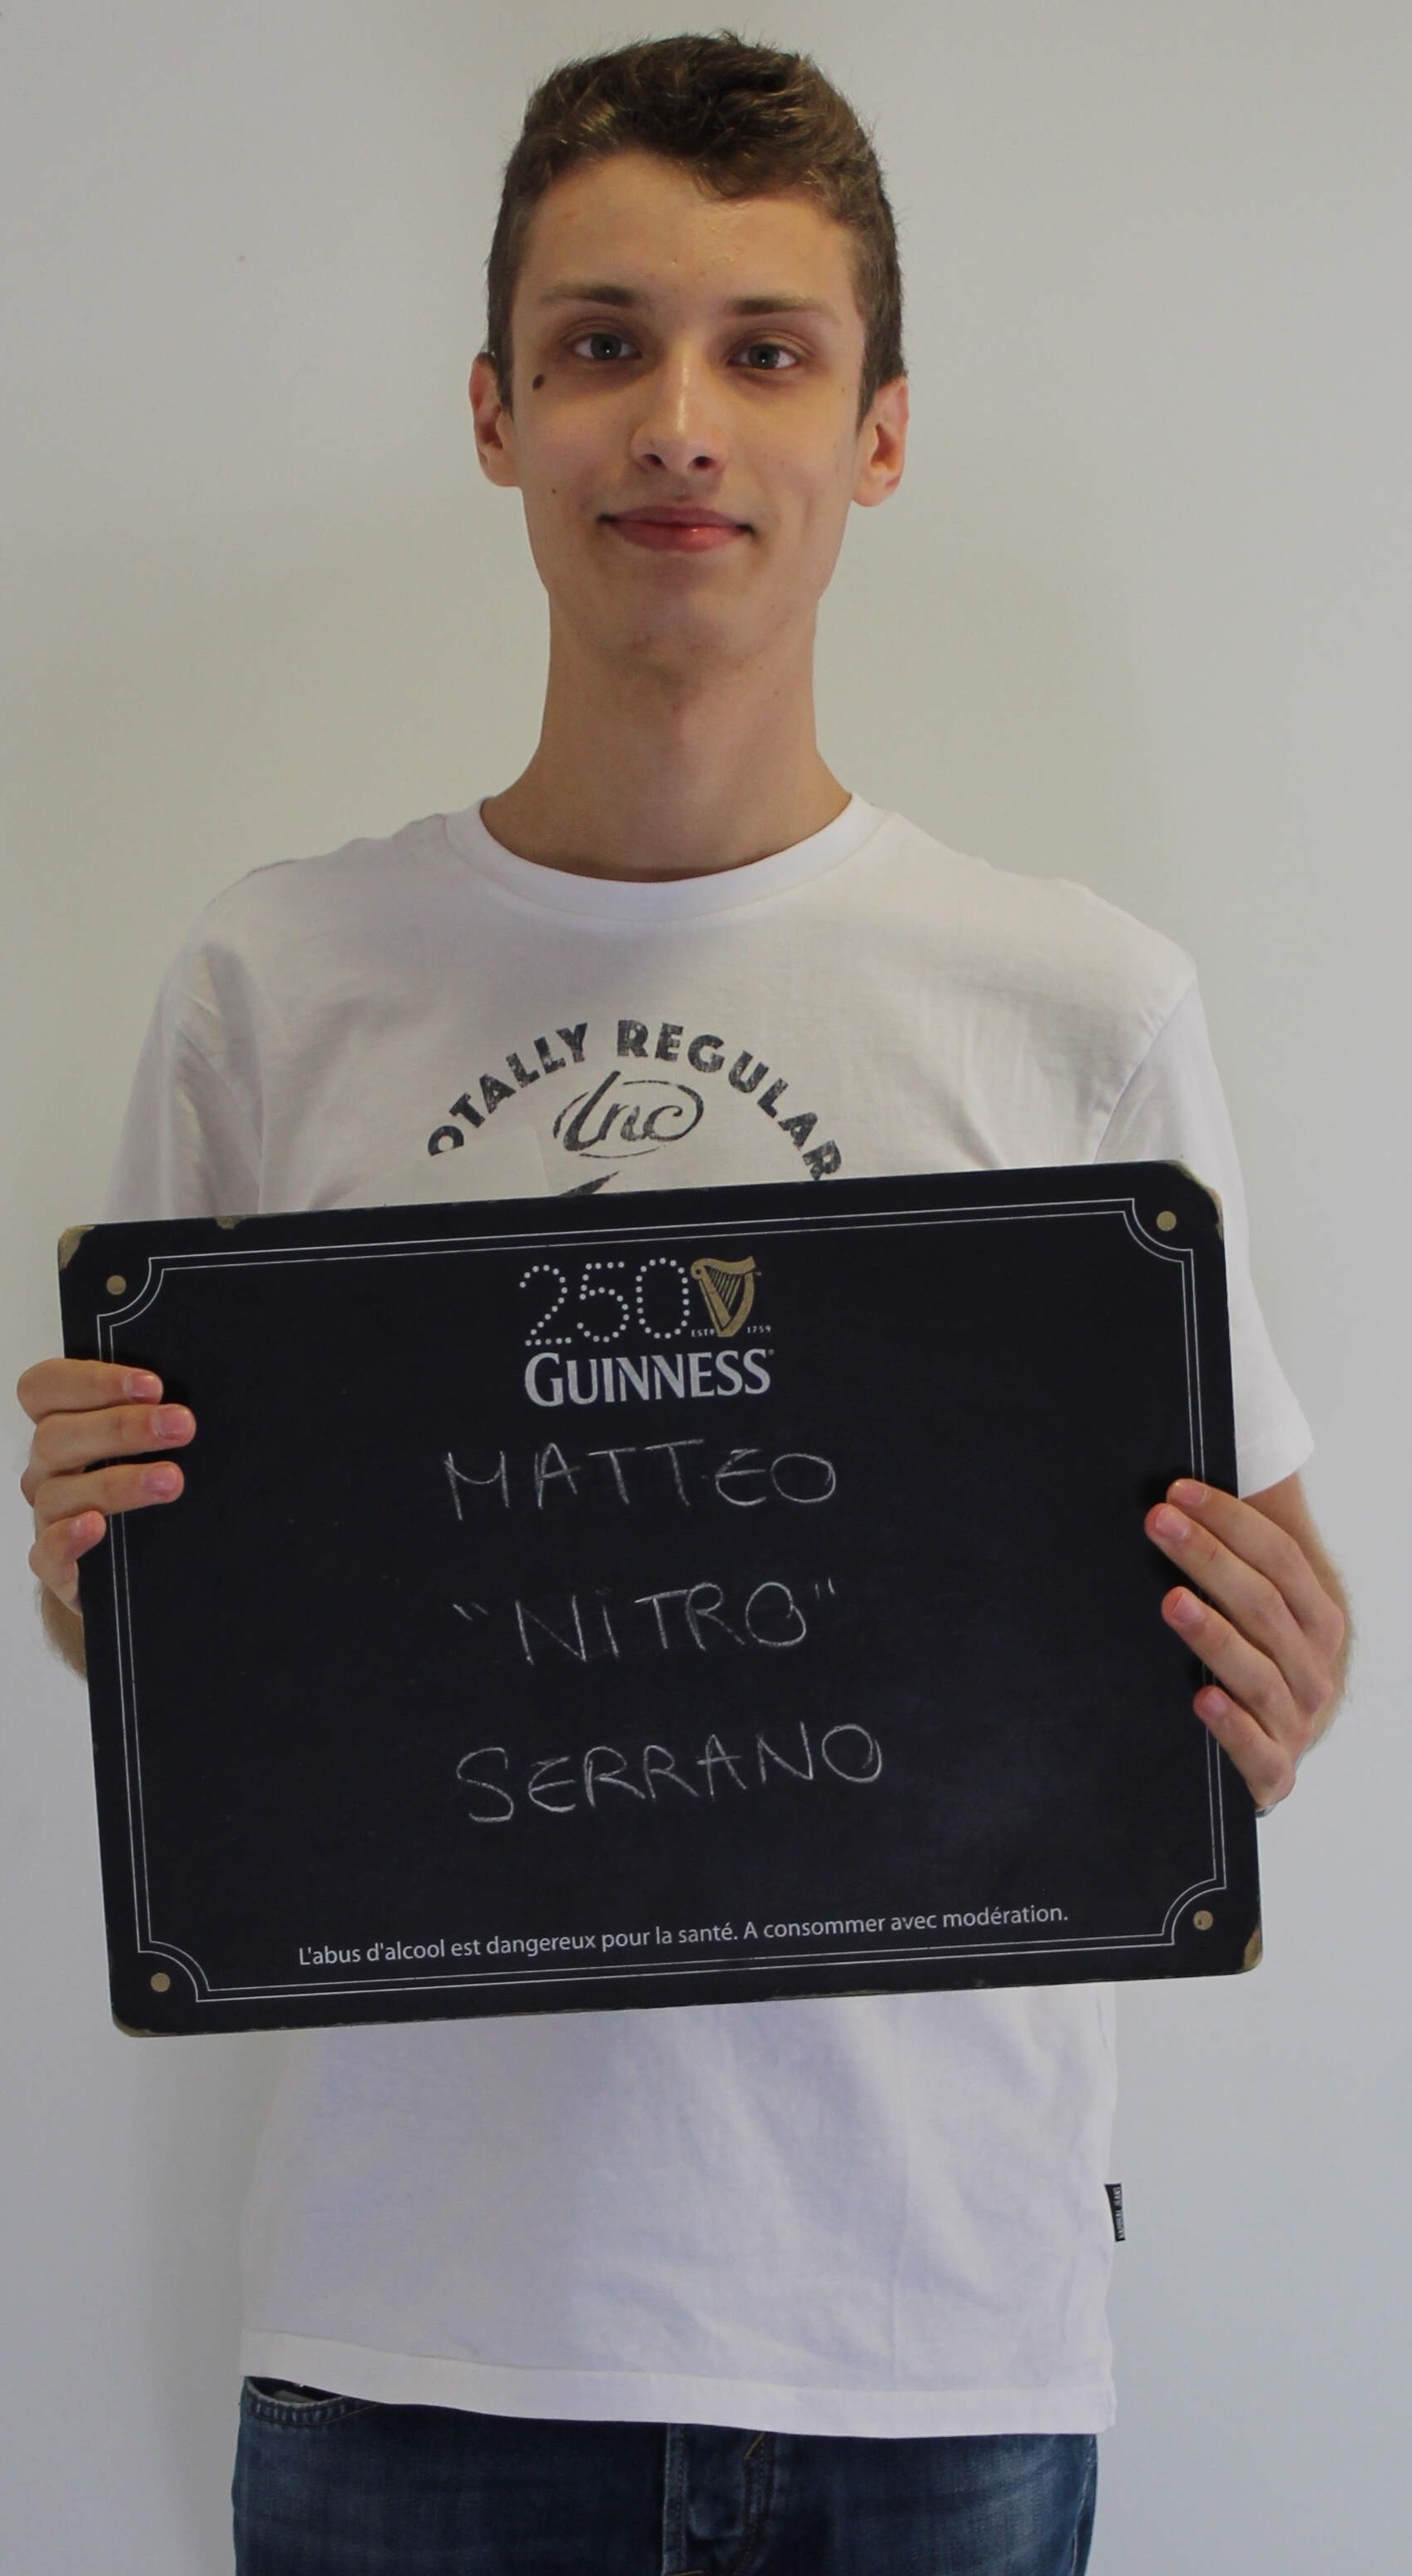 OTALLY REGULAR
Inc
250
ESTD 1759
GUINNESS
MATTEO
"NiTRO"
SERRANO
L'abus d'alcool est dangereux pour la santé. A consommer avec modération.